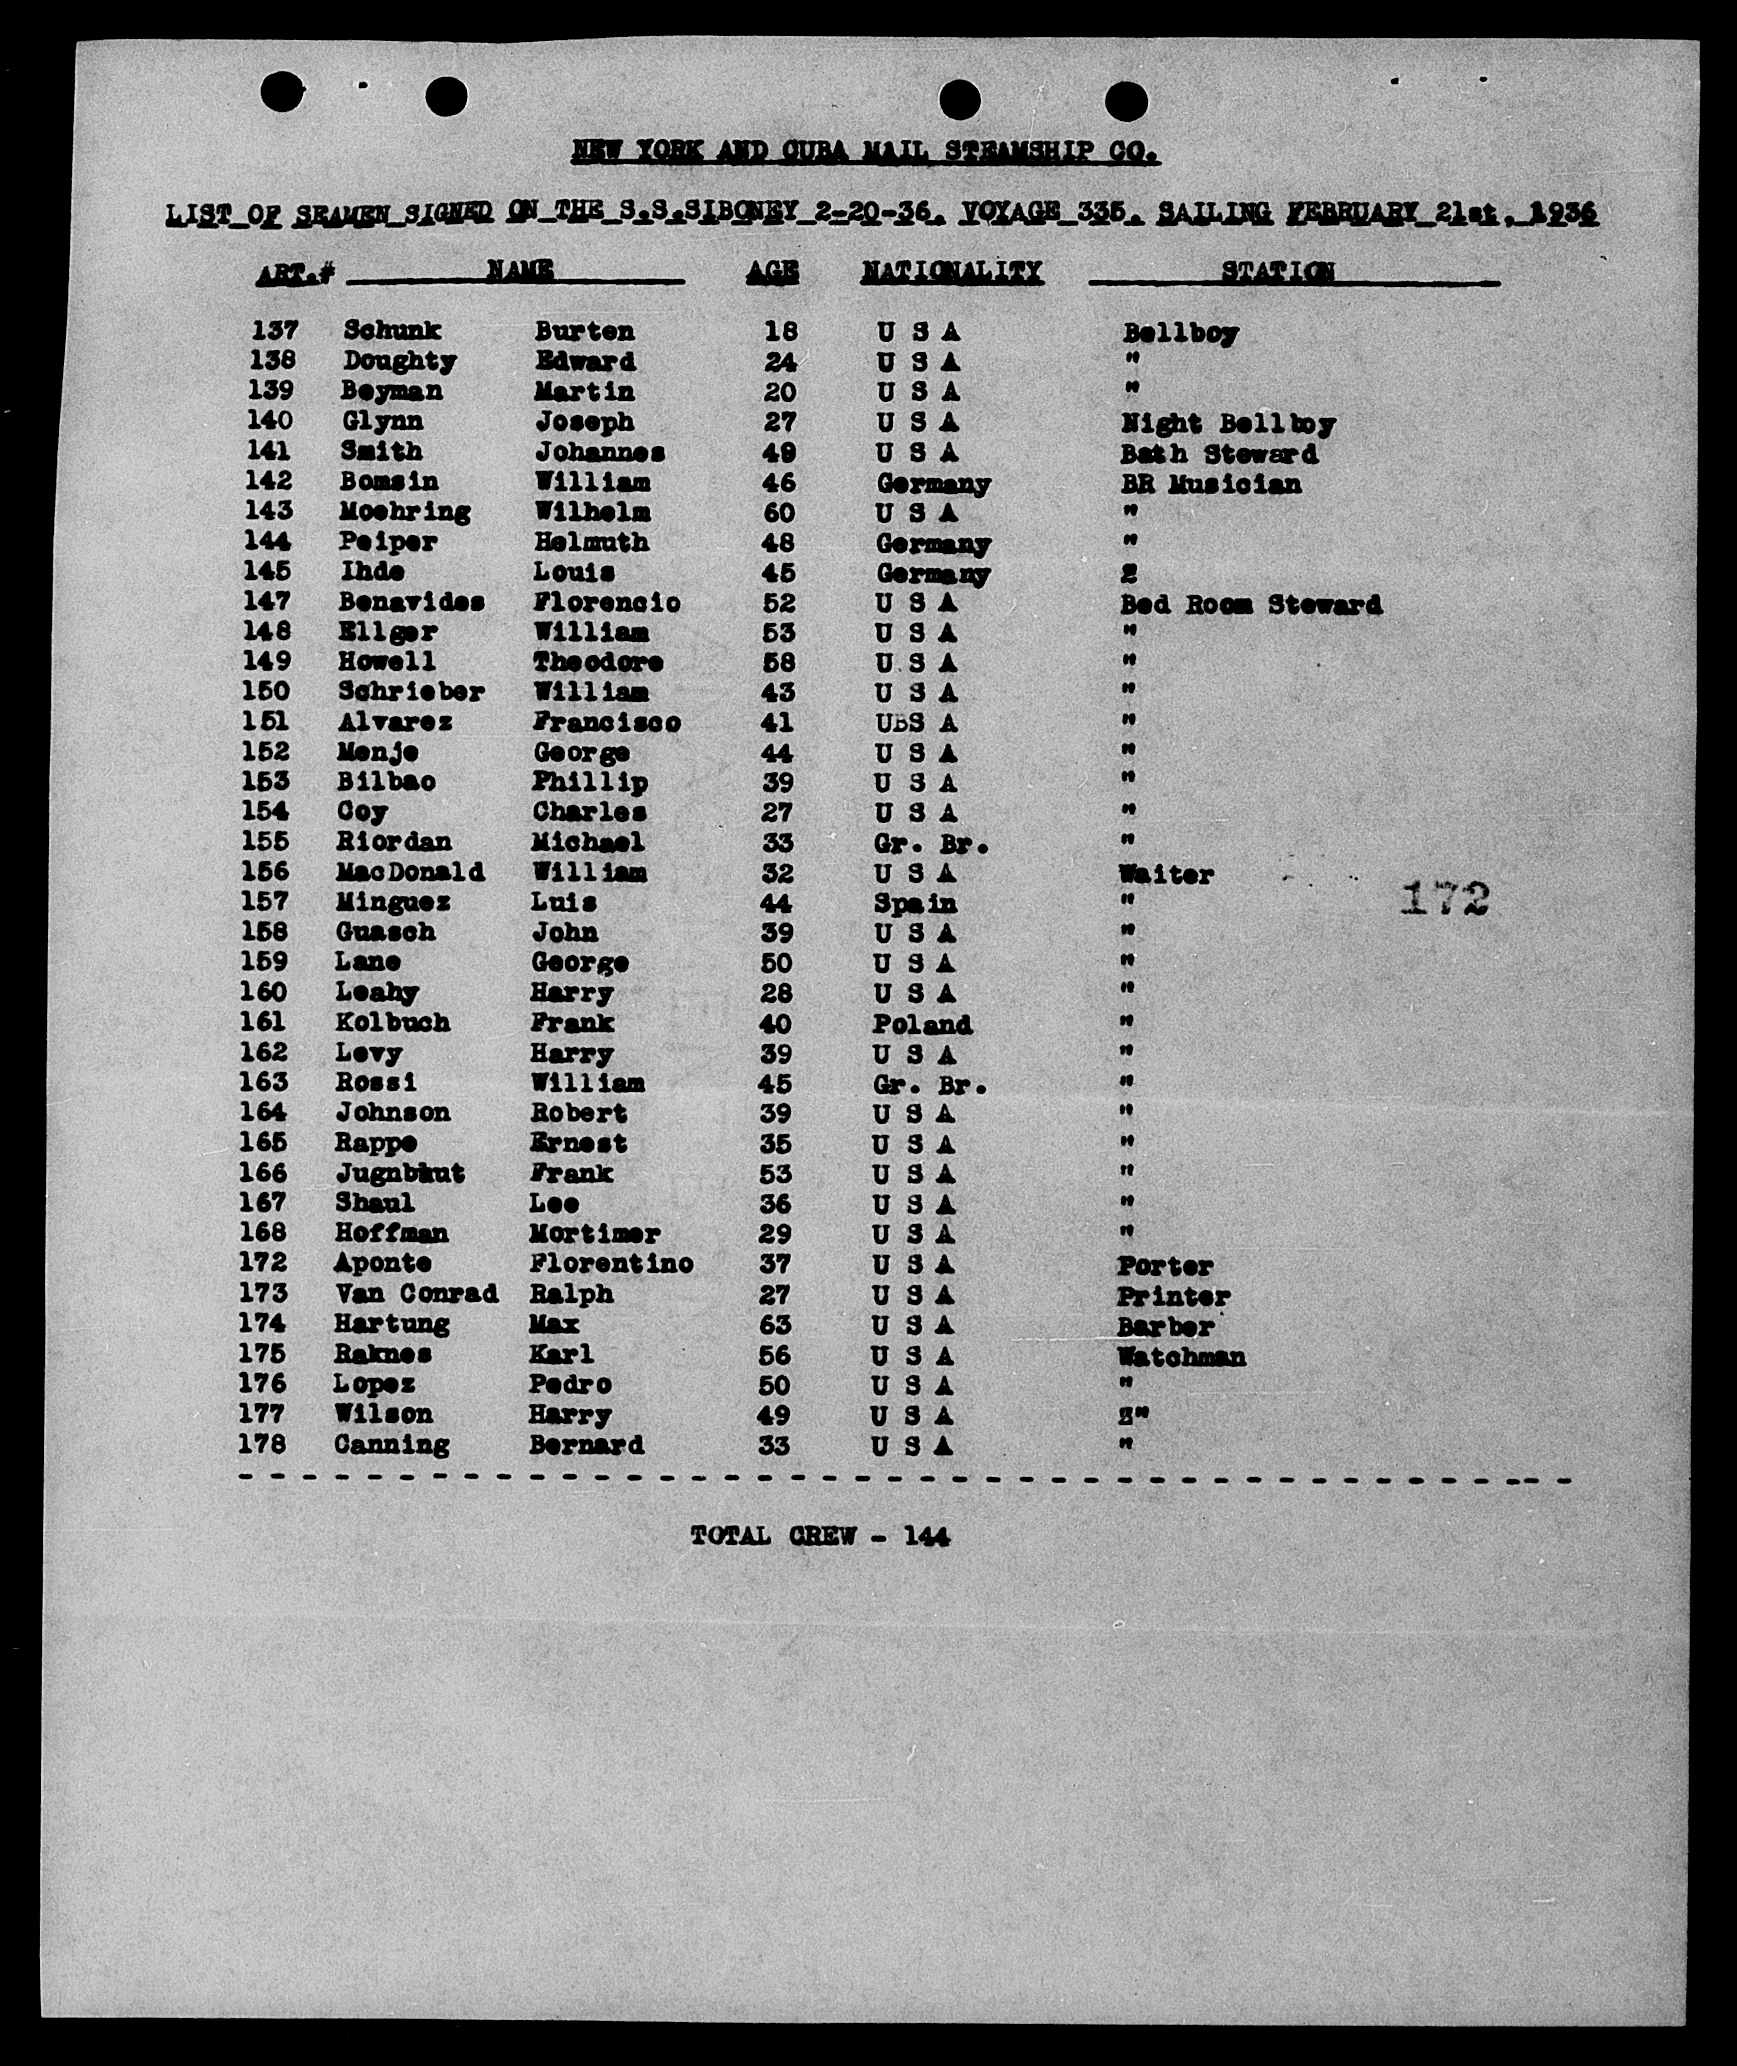 NEW YORK AND CUBA MAIL STEAMSHIP CO.
LIST OF SEAMEN SIGNED ON THE S.S.SIBONEY 2-20-36. VOYAGE 335. SAILING FEBRUARY 21st, 1936
ART.# NAME AGE NATIONALITY STATION
137 Schunk Burton 18 U S A Bellboy
138 Doughty Edward 24 U S A "
139 Beyman Martin 20 U S A "
140 Glynn Joseph 27 U S A Night Bellboy
141 Smith Johannes 49 U S A Bath Steward
142 Bomsin William 46 Germany BR Musician
143 Moehring Wilhelm 60 U S A "
144 Peiper Helmuth 48 Germany "
145 Ihde Louis 45 Germany
147 Benavides Florencio 52 U S A Bed Room Steward
148 Ellger William 53 U S A "
149 Howell Theodore 58 U S A "
150 Schrieber William 43 U S A "
151 Alvarez Francisco 41 UBS A "
152 Menje George 44 U S A "
153 Bilbao Phillip 39 U S A "
154 Coy Charles 27 U S A "
155 Riordan Michael 33 Gr. Br. "
156 MacDonald William 32 U S A Waiter
157 Minguez Luis 44 Spain " 172
158 Guasch John 39 U S A "
159 Lane George 50 U S A "
160 Leahy Harry 28 U S A "
161 Kolbuch Frank 40 Poland "
162 Levy Harry 39 U S A "
163 Rossi William 45 Gr. Br. "
164 Johnson Robert 39 U S A "
165 Rappe Ernest 35 U S A "
166 Frank 53 U S A "
167 Shaul Lee 36 U S A "
168 Hoffman Mortimer 29 U S A "
172 Aponte Florentino 37 U S A Porter
173 Van Conrad Ralph 27 U S A Printer
174 Hartung Max 63 U S A Barber
175 Raknes Karl 56 U S A Watchman
176 Lopez Pedro 50 U S A "
177 Wilson Harry 49 U S A "
178 Canning Bernard 33 U S A "
TOTAL CREW - 144